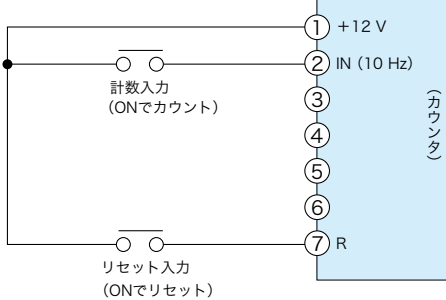 ① +12 V
② IN (10 Hz)
計数入力
(ONでカウント)
③
④
⑤
⑥
⑦ R
リセット入力
(ONでリセット)
(カウンタ)